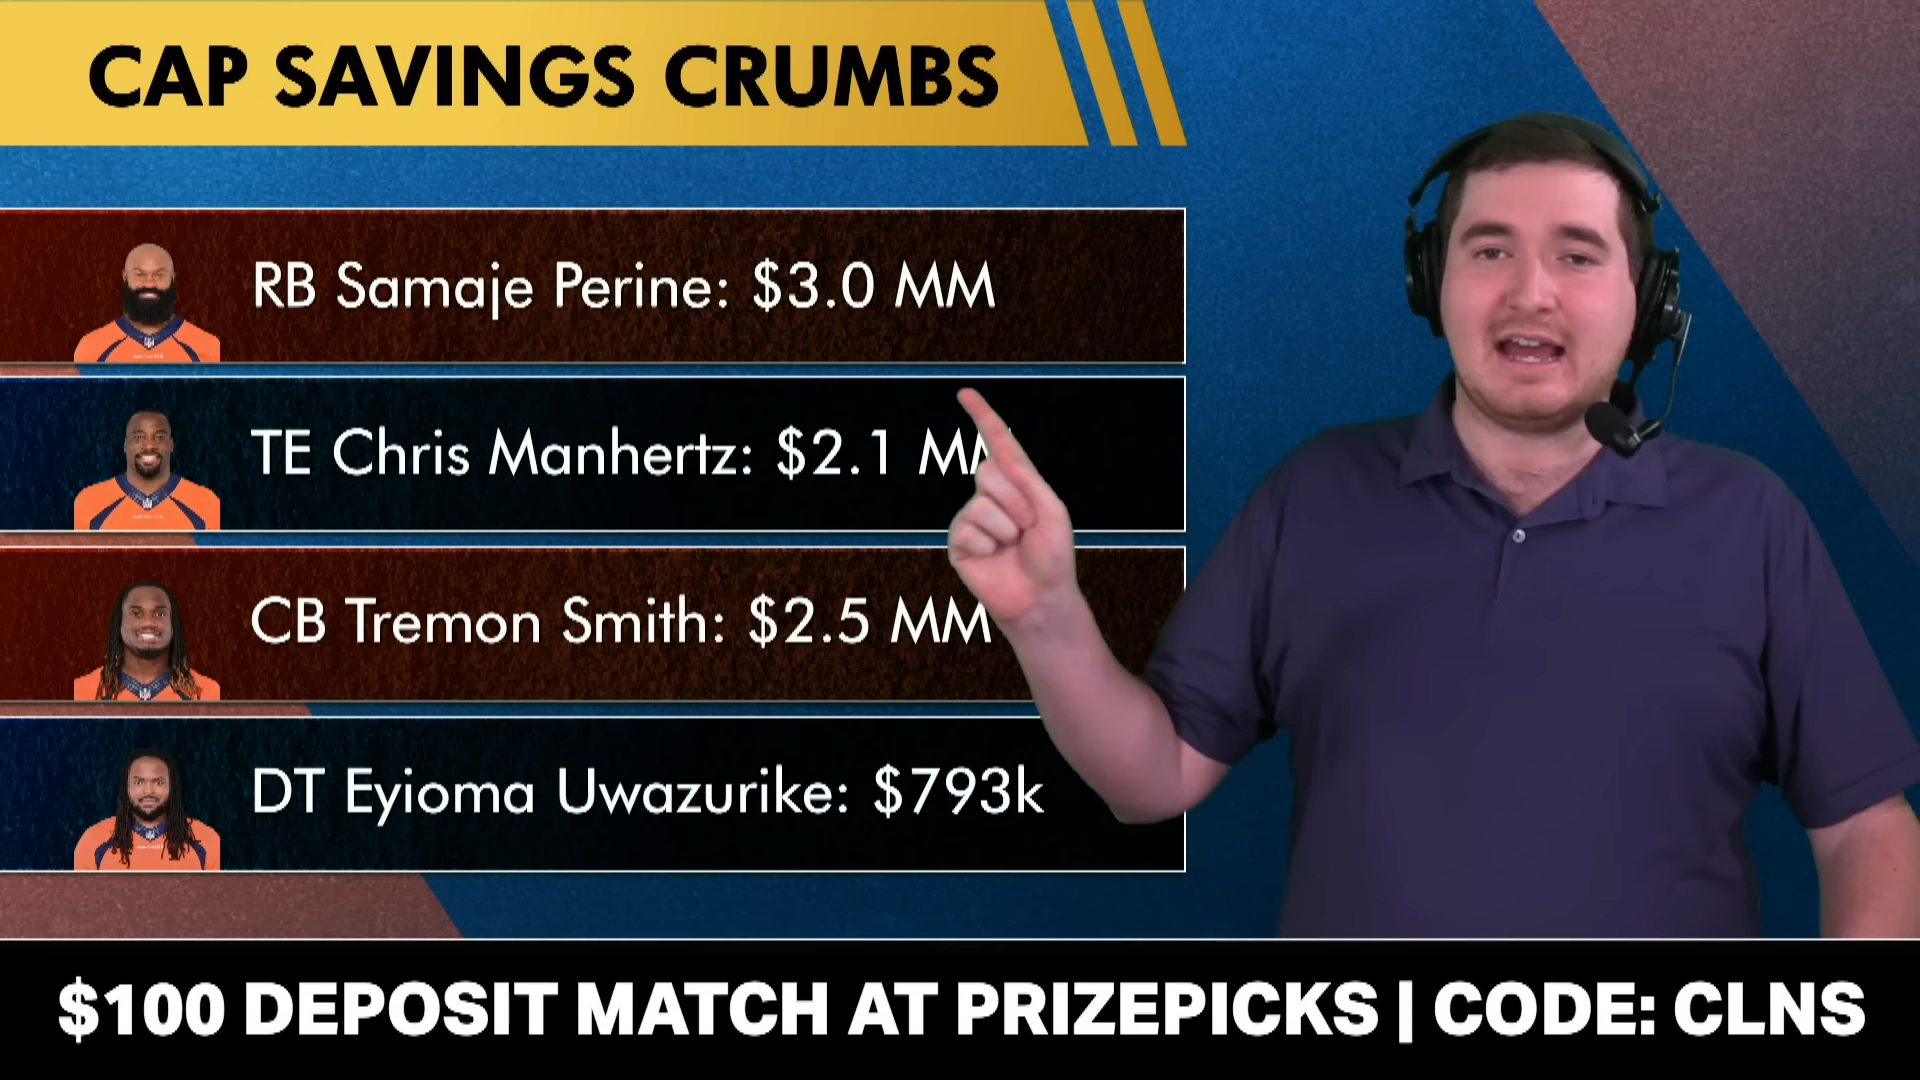 CAP SAVINGS CRUMBS
RB Samaje Perine: $3.0 MM
TE Chris Manhertz: $2.1 MM
CB Tremon Smith: $2.5 MM
DT Eyioma Uwazurike: $793k
$100 DEPOSIT MATCH AT PRIZEPICKS | CODE: CLNS